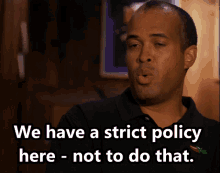 We have a strict policy
here - not to do that.